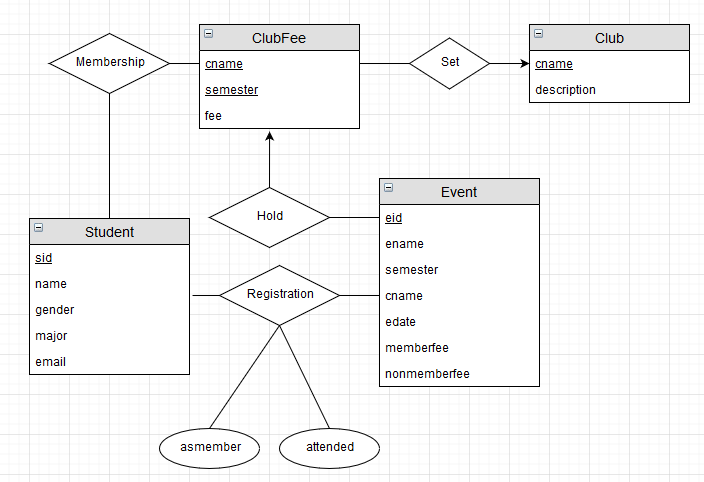 Membership
ClubFee
cname
semester
fee
Set
Club
cname
description
Hold
Event
eid
ename
semester
cname
edate
memberfee
nonmemberfee
Student
sid
name
gender
major
email
Registration
asmember
attended